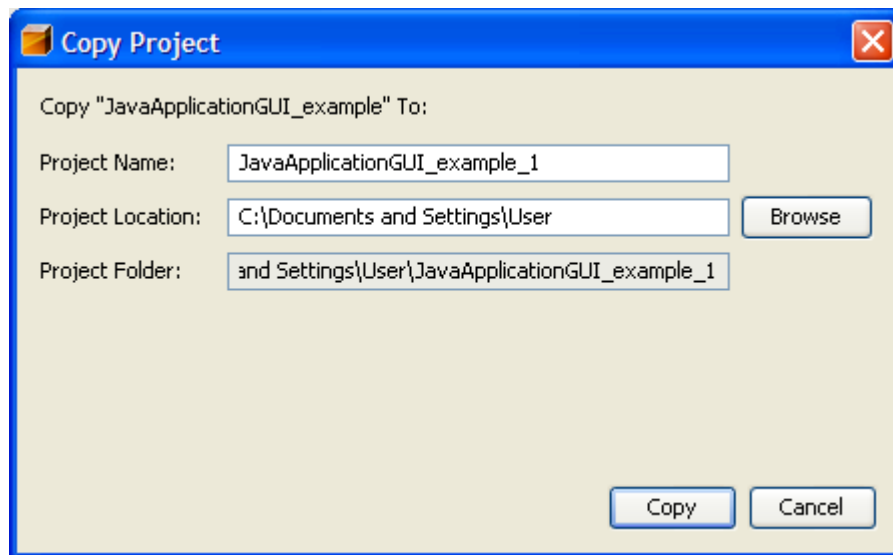 Copy Project
Copy "JavaApplicationGUI_example" To:
Project Name: JavaApplicationGUI_example_1
Project Location: C:\Documents and Settings\User Browse
Project Folder: and Settings\User\JavaApplicationGUI_example_1
Copy Cancel